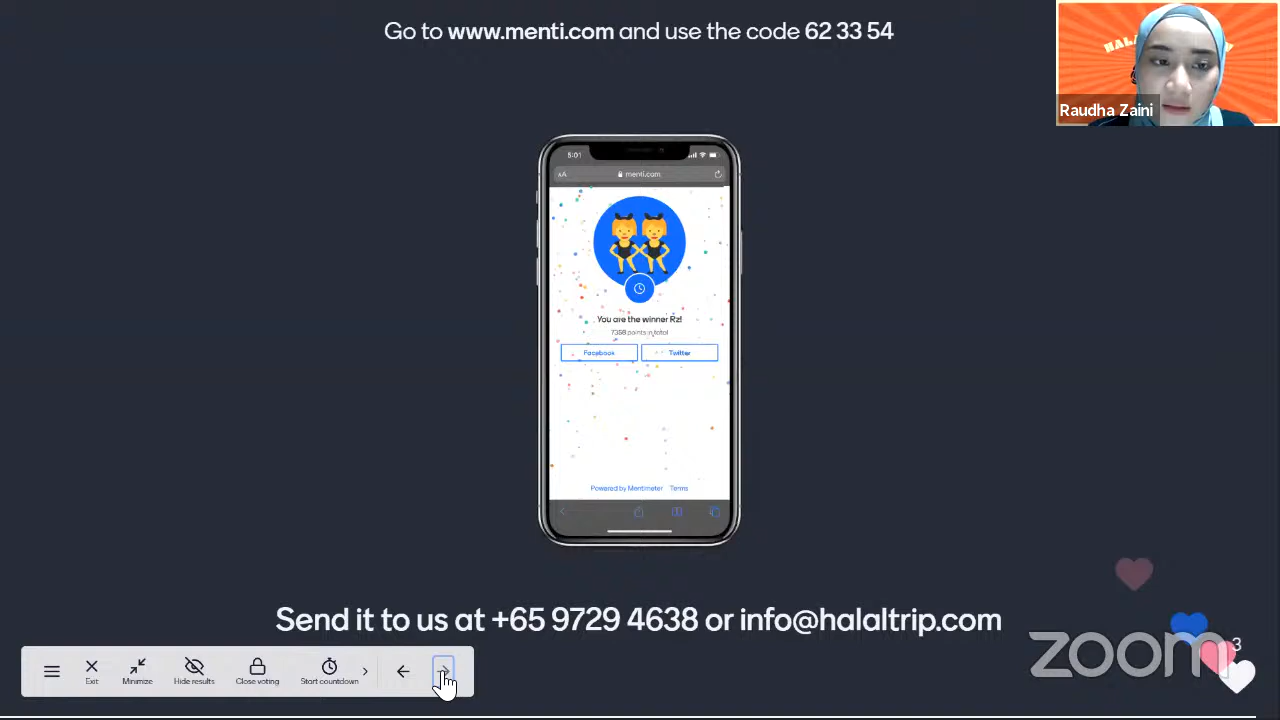 Go to www.menti.com and use the code 62 33 54
Raudha Zaini
5:01
AA
menti.com
You are the winner Rz!
7358 points in total
Facebook
Twitter
Powered by Mentimeter Terms
Send it to us at +65 9729 4638 or info@halaltrip.com
zoom
3
Exit
Minimize
Hide results
Close voting
Start countdown